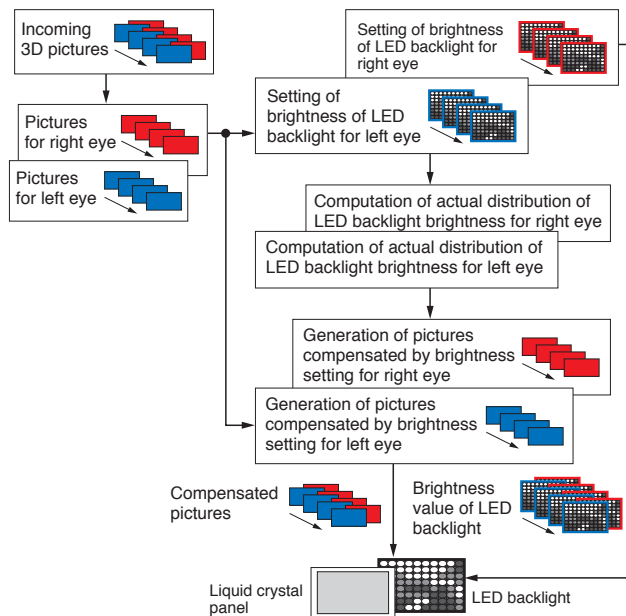 Incoming
3D pictures
Setting of brightness
of LED backlight for
right eye
Pictures
for right eye
Pictures
for left eye
Setting of
brightness of LED
backlight for left eye
Computation of actual distribution of
LED backlight brightness for right eye
Computation of actual distribution of
LED backlight brightness for left eye
Generation of pictures
compensated by brightness
setting for right eye
Generation of pictures
compensated by brightness
setting for left eye
Compensated
pictures
Brightness
value of LED
backlight
Liquid crystal
panel
LED backlight